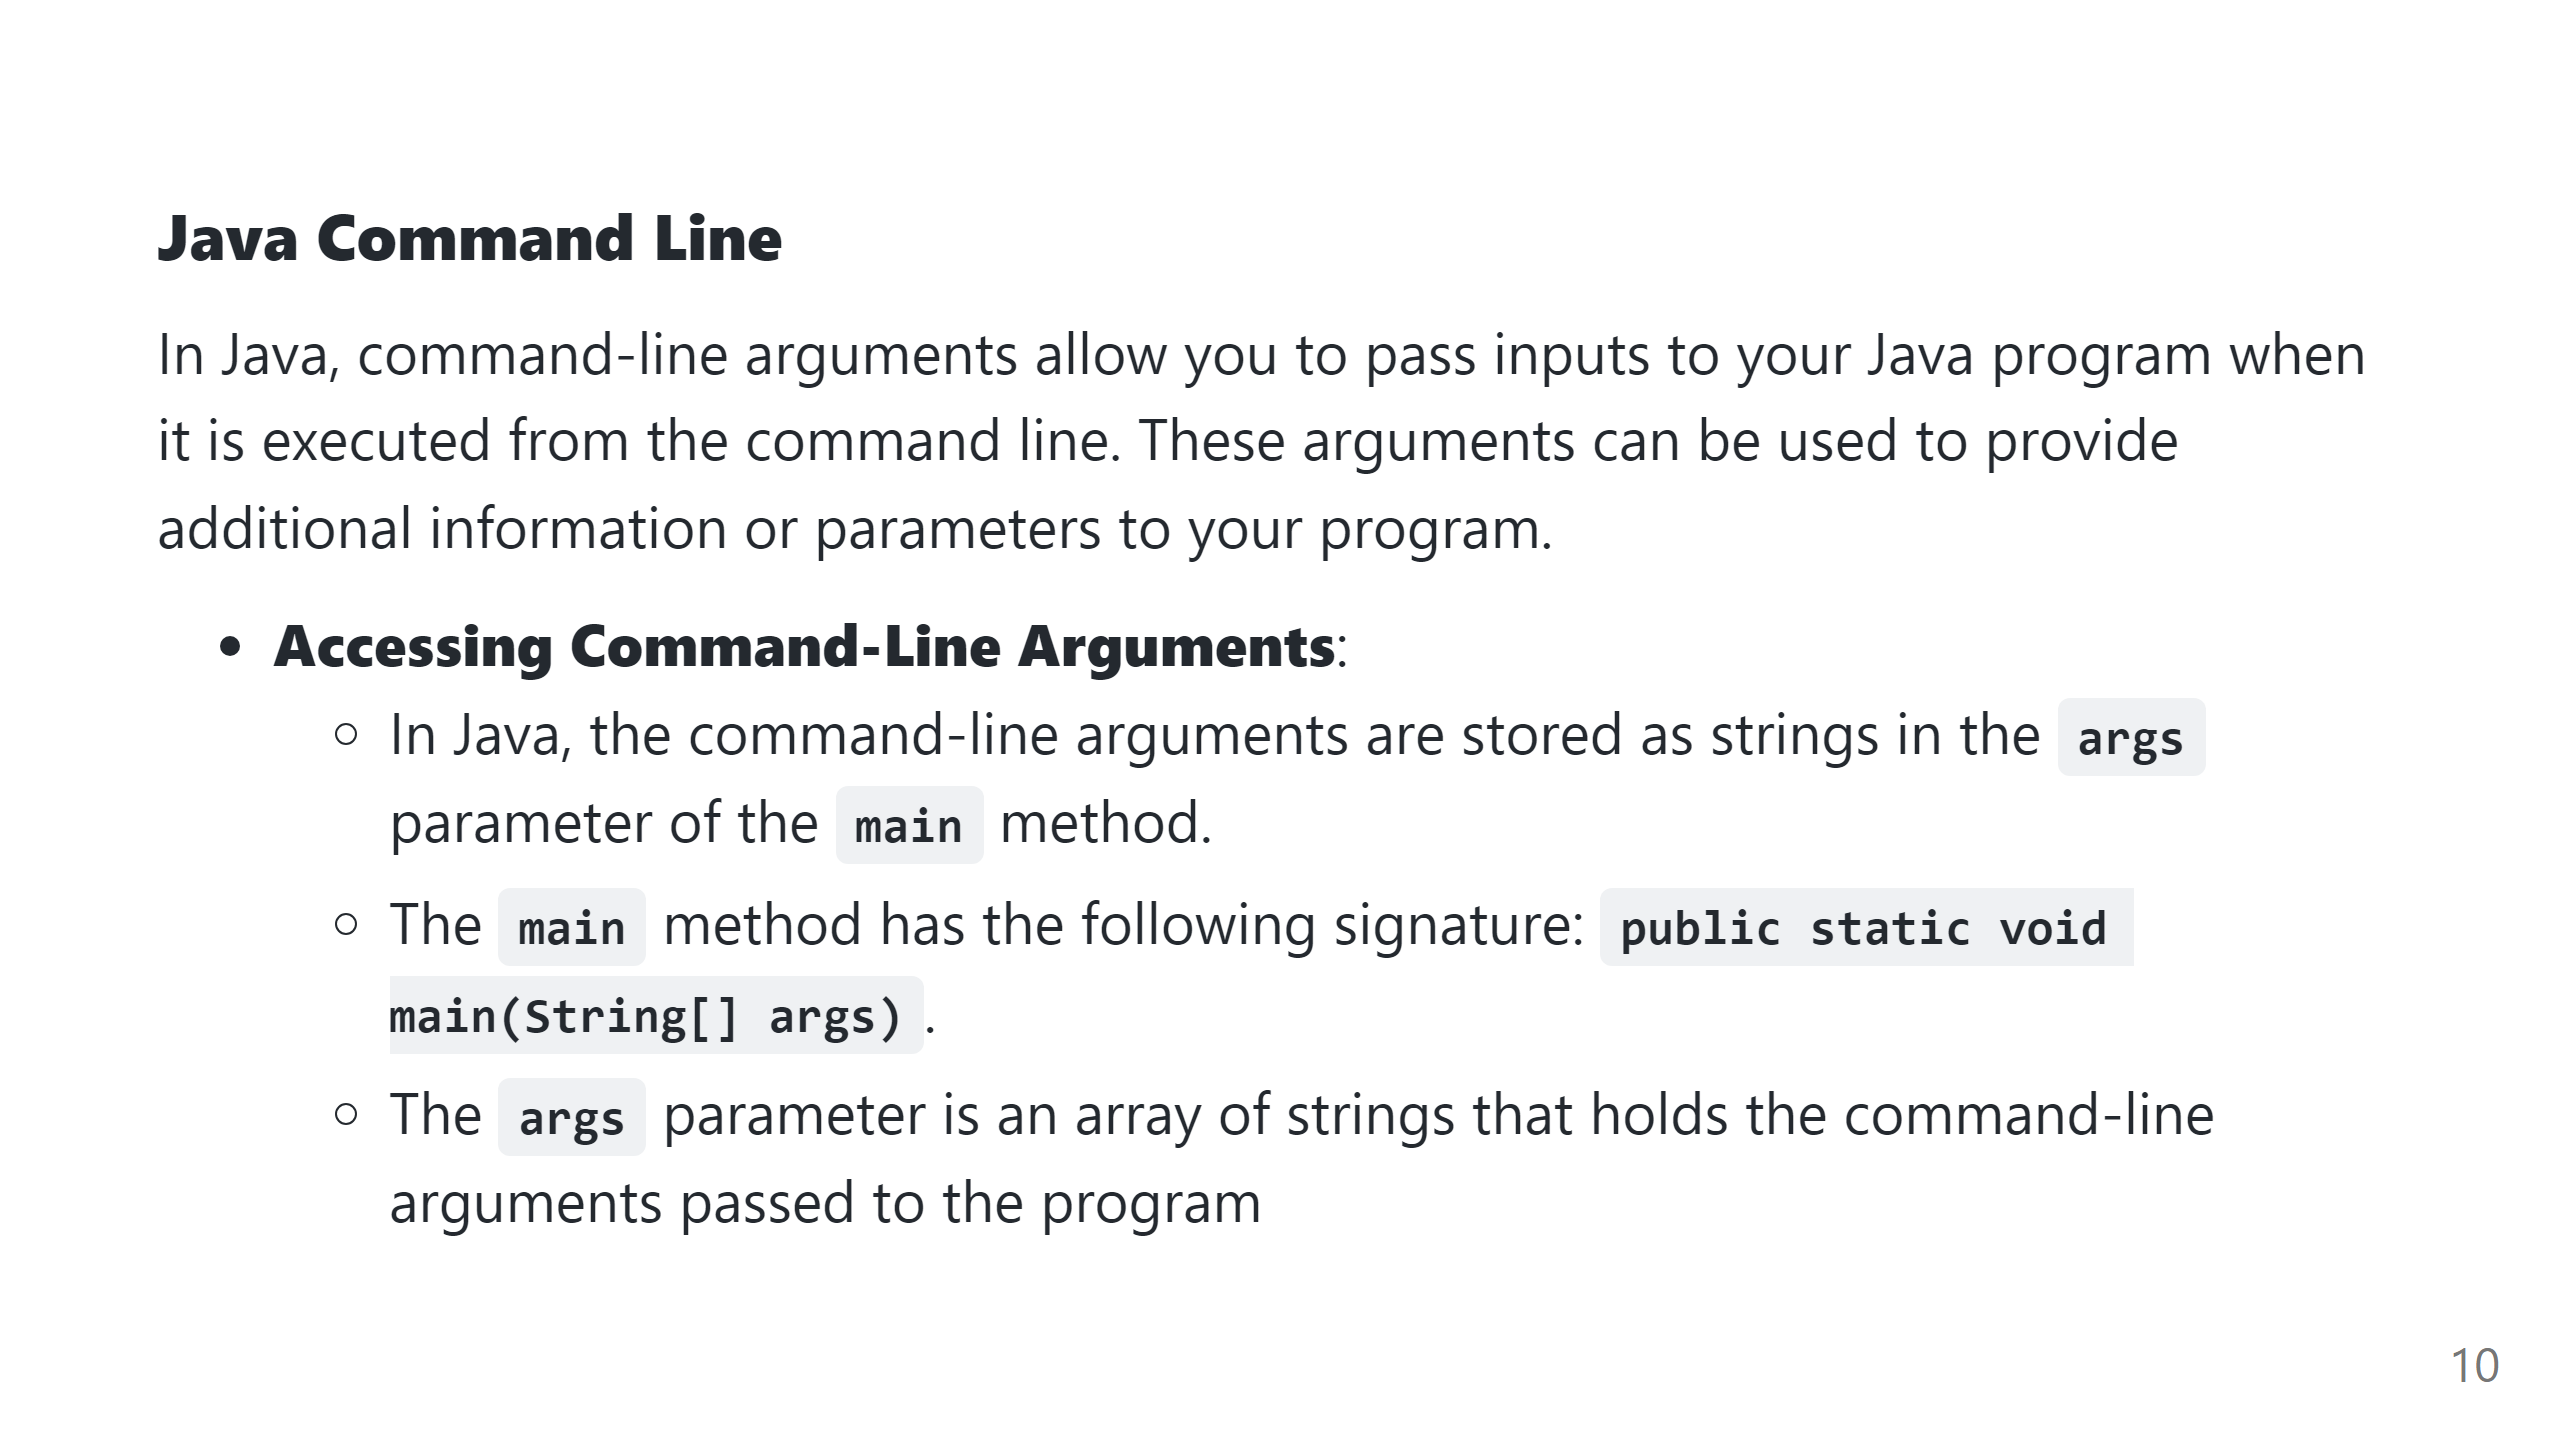 Java Command Line
In Java, command-line arguments allow you to pass inputs to your Java program when
it is executed from the command line. These arguments can be used to provide
additional information or parameters to your program.
• Accessing Command-Line Arguments:
○ In Java, the command-line arguments are stored as strings in the args
parameter of the main method.
○ The main method has the following signature: public static void
main(String[] args) .
○ The args parameter is an array of strings that holds the command-line
arguments passed to the program
10